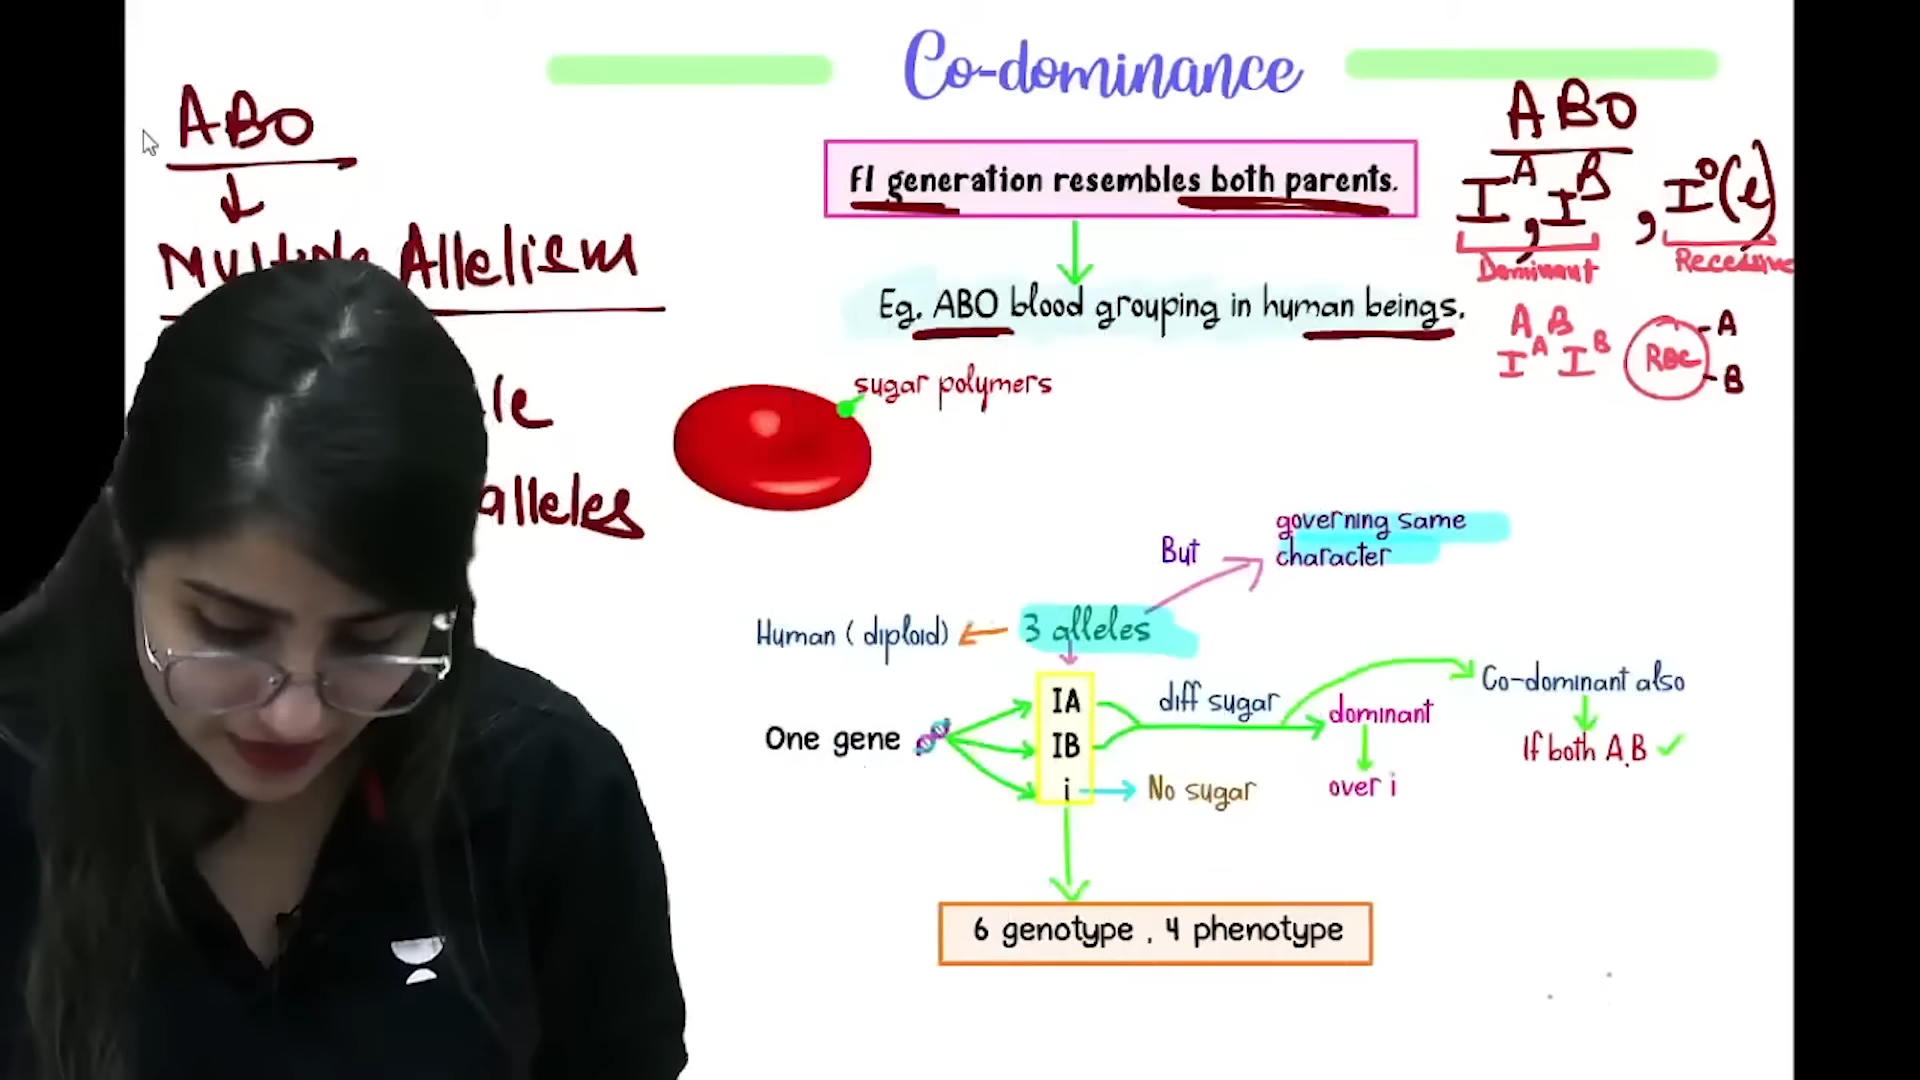 Co-dominance
ABO
Multiple Allelism
le
alleles
F1 generation resembles both parents.
Eg. ABO blood grouping in human beings.
sugar polymers
ABO
I^A, I^B, I^o(i)
Dominant
Recessive
A B
I^A I^B
RBC
A
B
But
governing same
character
Human ( diploid)
3 alleles
One gene
IA
IB
i
diff sugar
No sugar
dominant
over i
Co-dominant also
If both A,B ✓
6 genotype , 4 phenotype